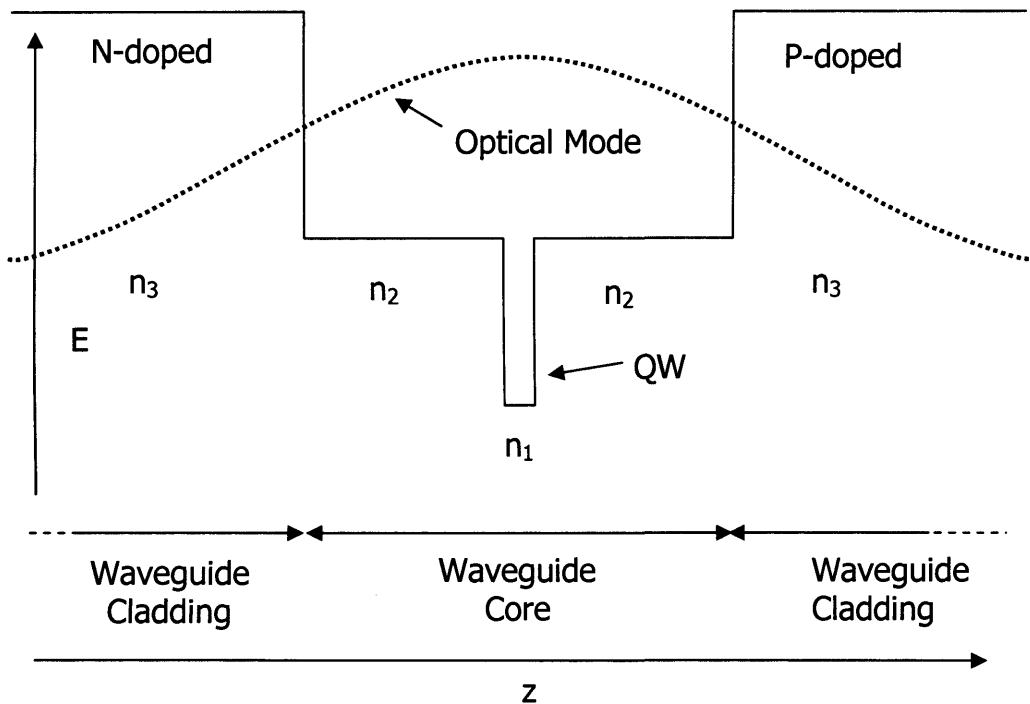 N-doped
P-doped
Optical Mode
n₃
n₂
n₂
n₃
E
QW
n₁
Waveguide
Cladding
Waveguide
Core
Waveguide
Cladding
z